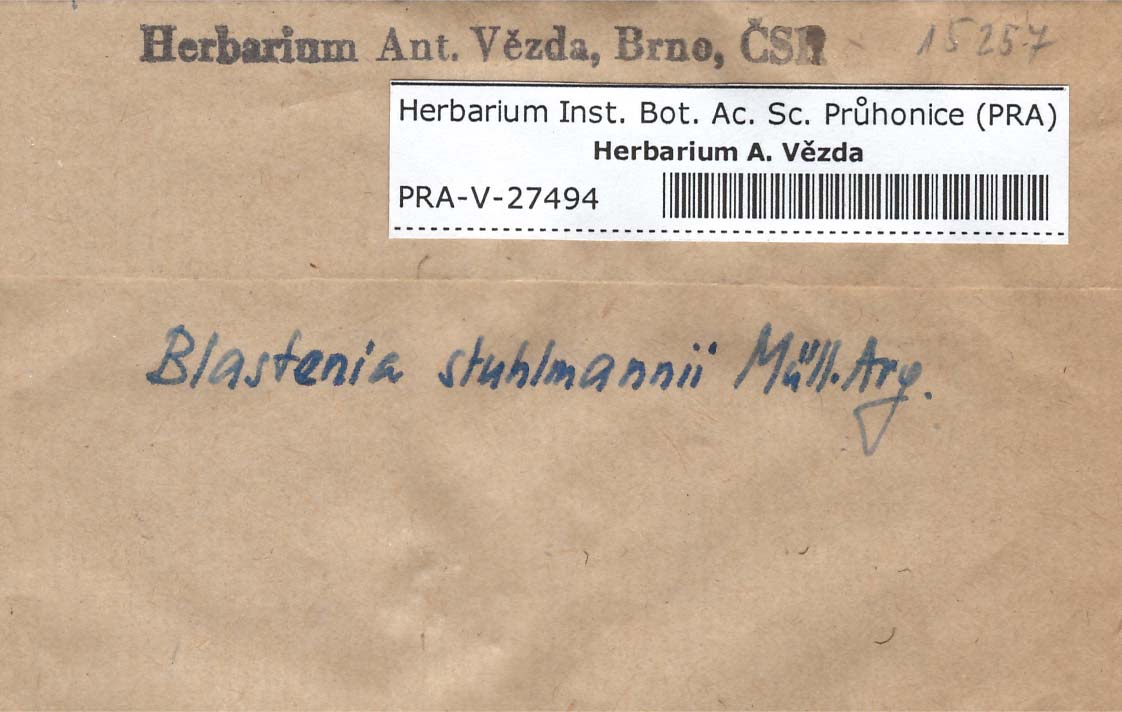 Herbarium Ant. Vězda, Brno, ČSR 15257
Herbarium Inst. Bot. Ac. Sc. Průhonice (PRA)
Herbarium A. Vězda
PRA-V-27494
Blastenia stuhlmannii Müll. Arg.